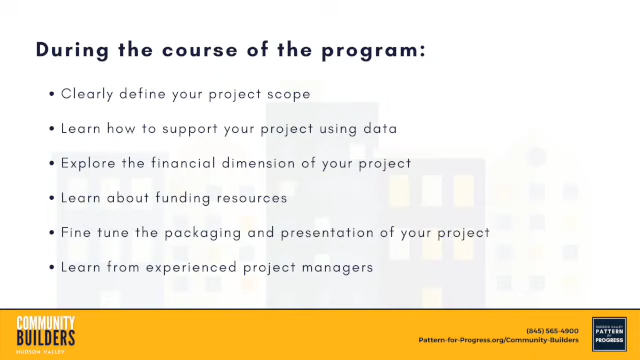 During the course of the program:
• Clearly define your project scope
• Learn how to support your project using data
• Explore the financial dimension of your project
• Learn about funding resources
• Fine tune the packaging and presentation of your project
• Learn from experienced project managers
COMMUNITY
BUILDERS
HUDSON VALLEY
(845) 565-4900
Pattern-for-Progress.org/Community-Builders
HUDSON VALLEY
PATTERN
for
PROGRESS